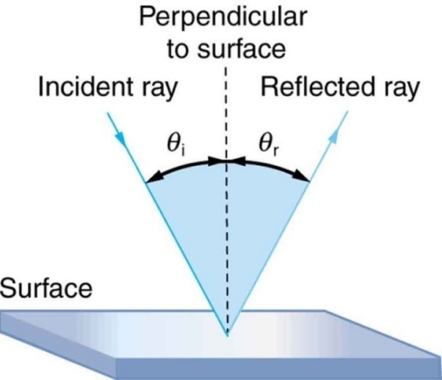 Perpendicular
to surface
Incident ray
Reflected ray
θi
θr
Surface